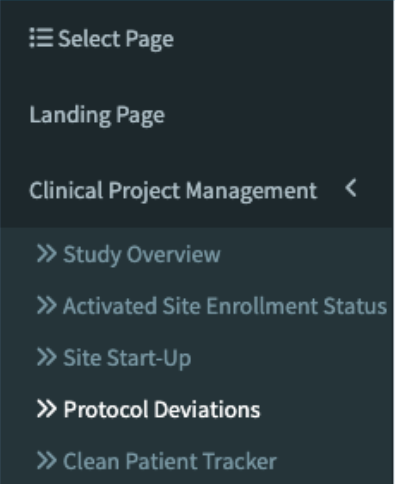 Select Page
Landing Page
Clinical Project Management
Study Overview
Activated Site Enrollment Status
Site Start-Up
Protocol Deviations
Clean Patient Tracker